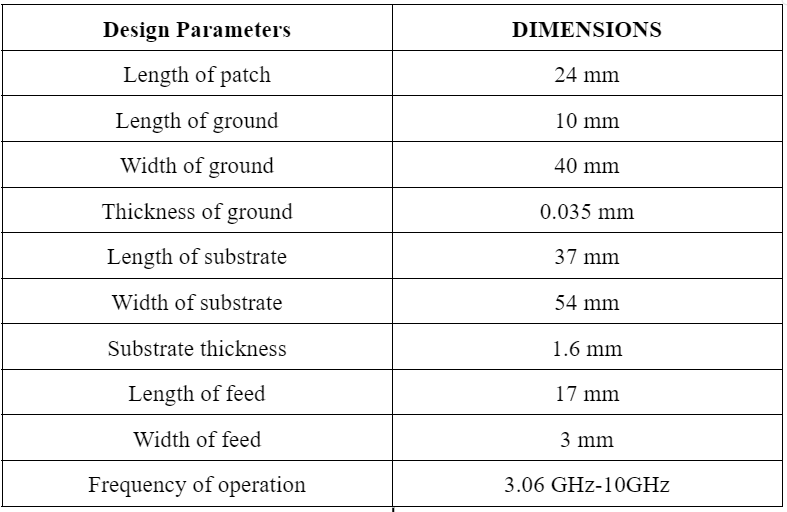 Design Parameters DIMENSIONS
Length of patch 24 mm
Length of ground 10 mm
Width of ground 40 mm
Thickness of ground 0.035 mm
Length of substrate 37 mm
Width of substrate 54 mm
Substrate thickness 1.6 mm
Length of feed 17 mm
Width of feed 3 mm
Frequency of operation 3.06 GHz-10GHz